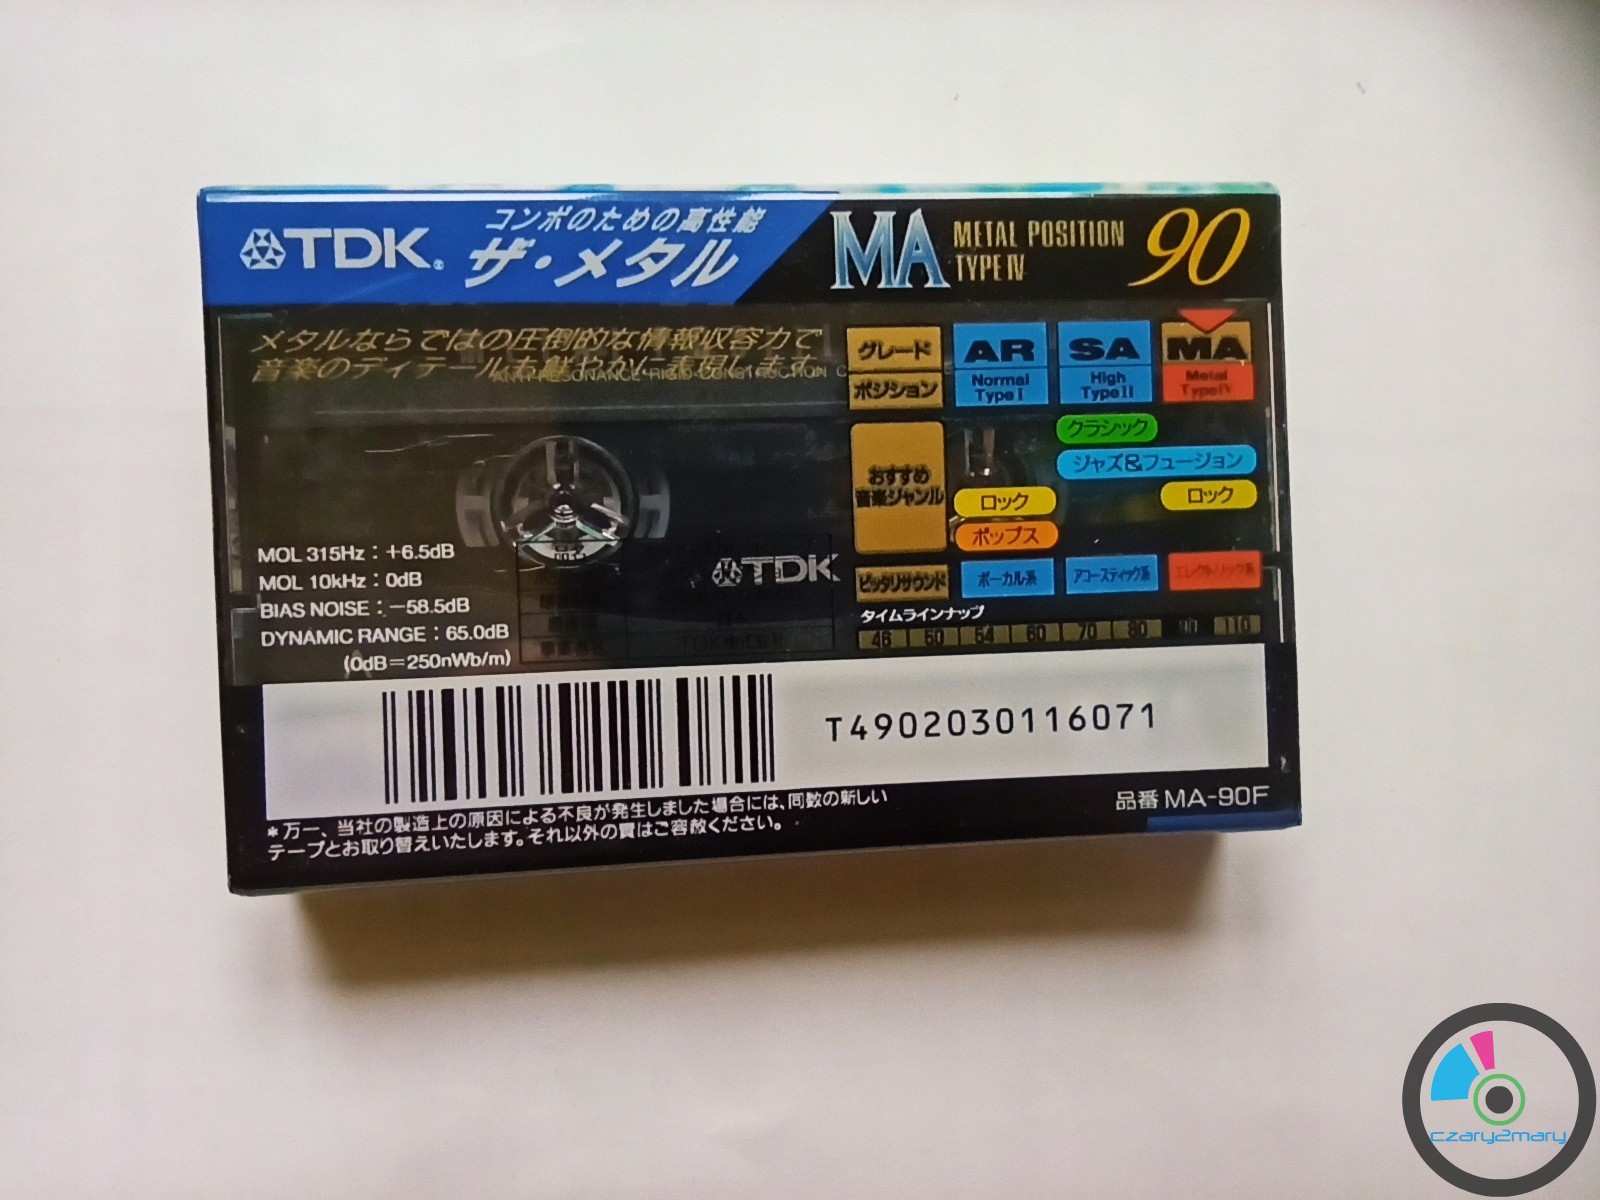 TDK
コンポのための高性能
ザ・メタル
MA METAL POSITION TYPE IV 90
メタルならではの圧倒的な情報収容力で
音楽のディテールも鮮やかに表現します。
ANTI-RESONANCE・RIGID CONSTRUCTION
グレード AR SA MA
ポジション Normal Type I High Type II Metal Type IV
おすすめ音楽ジャンル
クラシック
ジャズ&フュージョン
ロック ロック
ポップス
ピッタリサウンド ボーカル系 アコースティック系 エレクトリック系
タイムラインナップ
46 50 54 60 70 80 90 110
MOL 315Hz : +6.5dB
MOL 10kHz : 0dB
BIAS NOISE : −58.5dB
DYNAMIC RANGE : 65.0dB
(0dB=250nWb/m)
TDK
TDK株式会社
T4902030116071
品番 MA-90F
*万一、当社の製造上の原因による不良が発生しました場合には、同数の新しい
テープとお取り替えいたします。それ以外の責はご容赦ください。
czary2mary